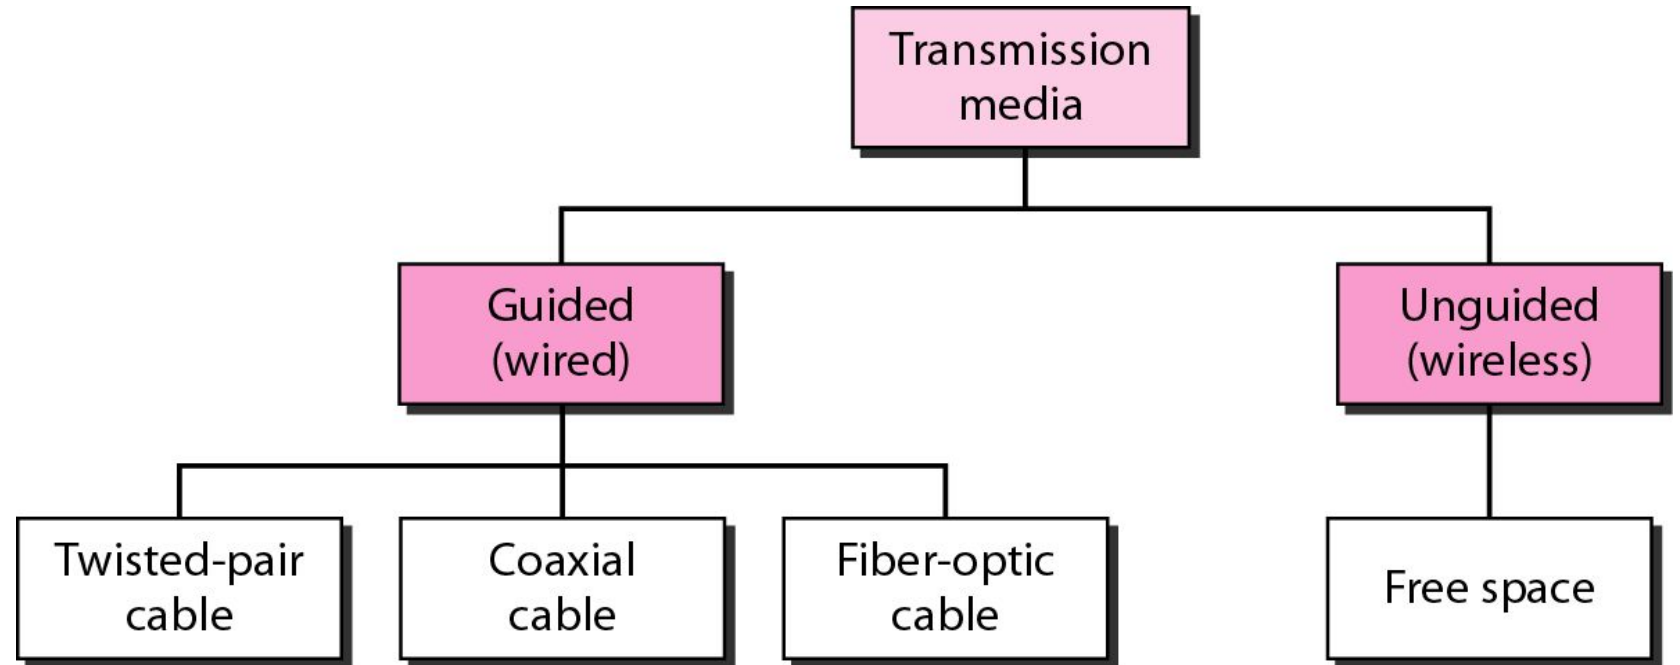 Transmission
media
Guided
(wired)
Unguided
(wireless)
Twisted-pair
cable
Coaxial
cable
Fiber-optic
cable
Free space